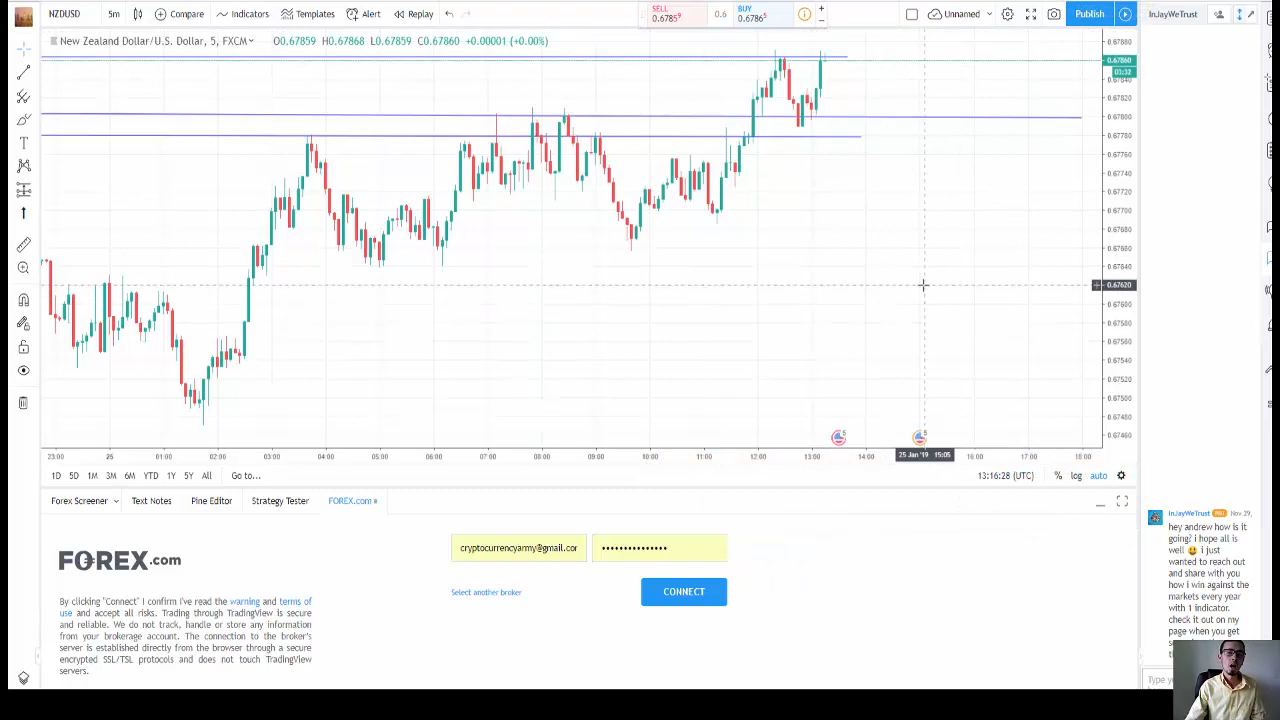 NZDUSD 5m Compare Indicators Templates Alert Replay
SELL
0.67859
0.6
BUY
0.67865
Unnamed
Publish
InJayWeTrust
New Zealand Dollar/U.S. Dollar, 5, FXCM O0.67859 H0.67868 L0.67859 C0.67860 +0.00001 (+0.00%)
0.67880
0.67860
03:32
0.67840
0.67820
0.67800
0.67780
0.67760
0.67740
0.67720
0.67700
0.67680
0.67660
0.67640
0.67620
0.67600
0.67580
0.67560
0.67540
0.67520
0.67500
0.67480
0.67460
5 5
23:00 25 01:00 02:00 03:00 04:00 05:00 06:00 07:00 08:00 09:00 10:00 11:00 12:00 13:00 14:00 25 Jan '19 15:05 16:00 17:00 18:00
1D 5D 1M 3M 6M YTD 1Y 5Y All Go to... 13:16:28 (UTC) % log auto
Forex Screener Text Notes Pine Editor Strategy Tester FOREX.com
FOREX.com
By clicking "Connect" I confirm I've read the warning and terms of
use and accept all risks. Trading through TradingView is secure
and reliable. We do not track, handle or store any information
from your brokerage account. The connection to the broker's
server is established directly from the browser through a secure
encrypted SSL/TSL protocols and does not touch TradingView
servers.
cryptocurrencyarmy@gmail.cor
Select another broker
CONNECT
InJayWeTrust PRO Nov 29,
hey andrew how is it
going? i hope all is
well i just
wanted to reach out
and share with you
how i win against the
markets every year
with 1 indicator.
check it out on my
page when you get
Type